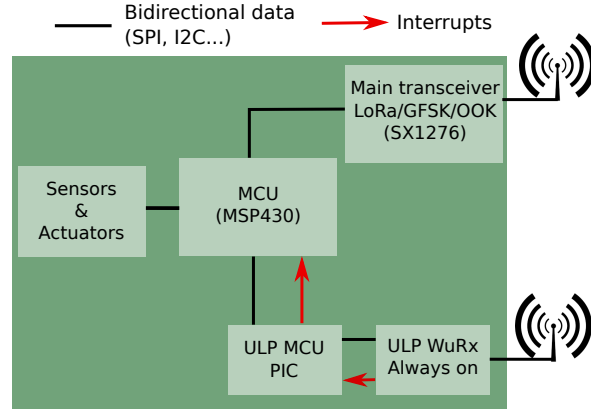 Bidirectional data
(SPI, I2C...)
Interrupts
Main transceiver
LoRa/GFSK/OOK
(SX1276)
Sensors
&
Actuators
MCU
(MSP430)
ULP MCU
PIC
ULP WuRx
Always on